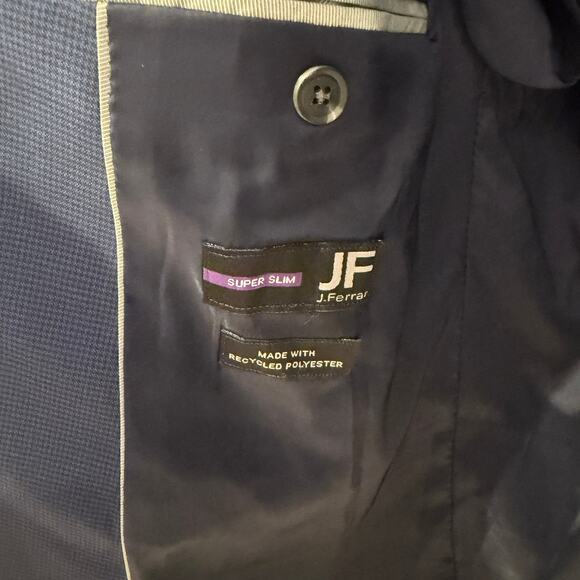 SUPER SLIM
JF
J.Ferrar
MADE WITH
RECYCLED POLYESTER